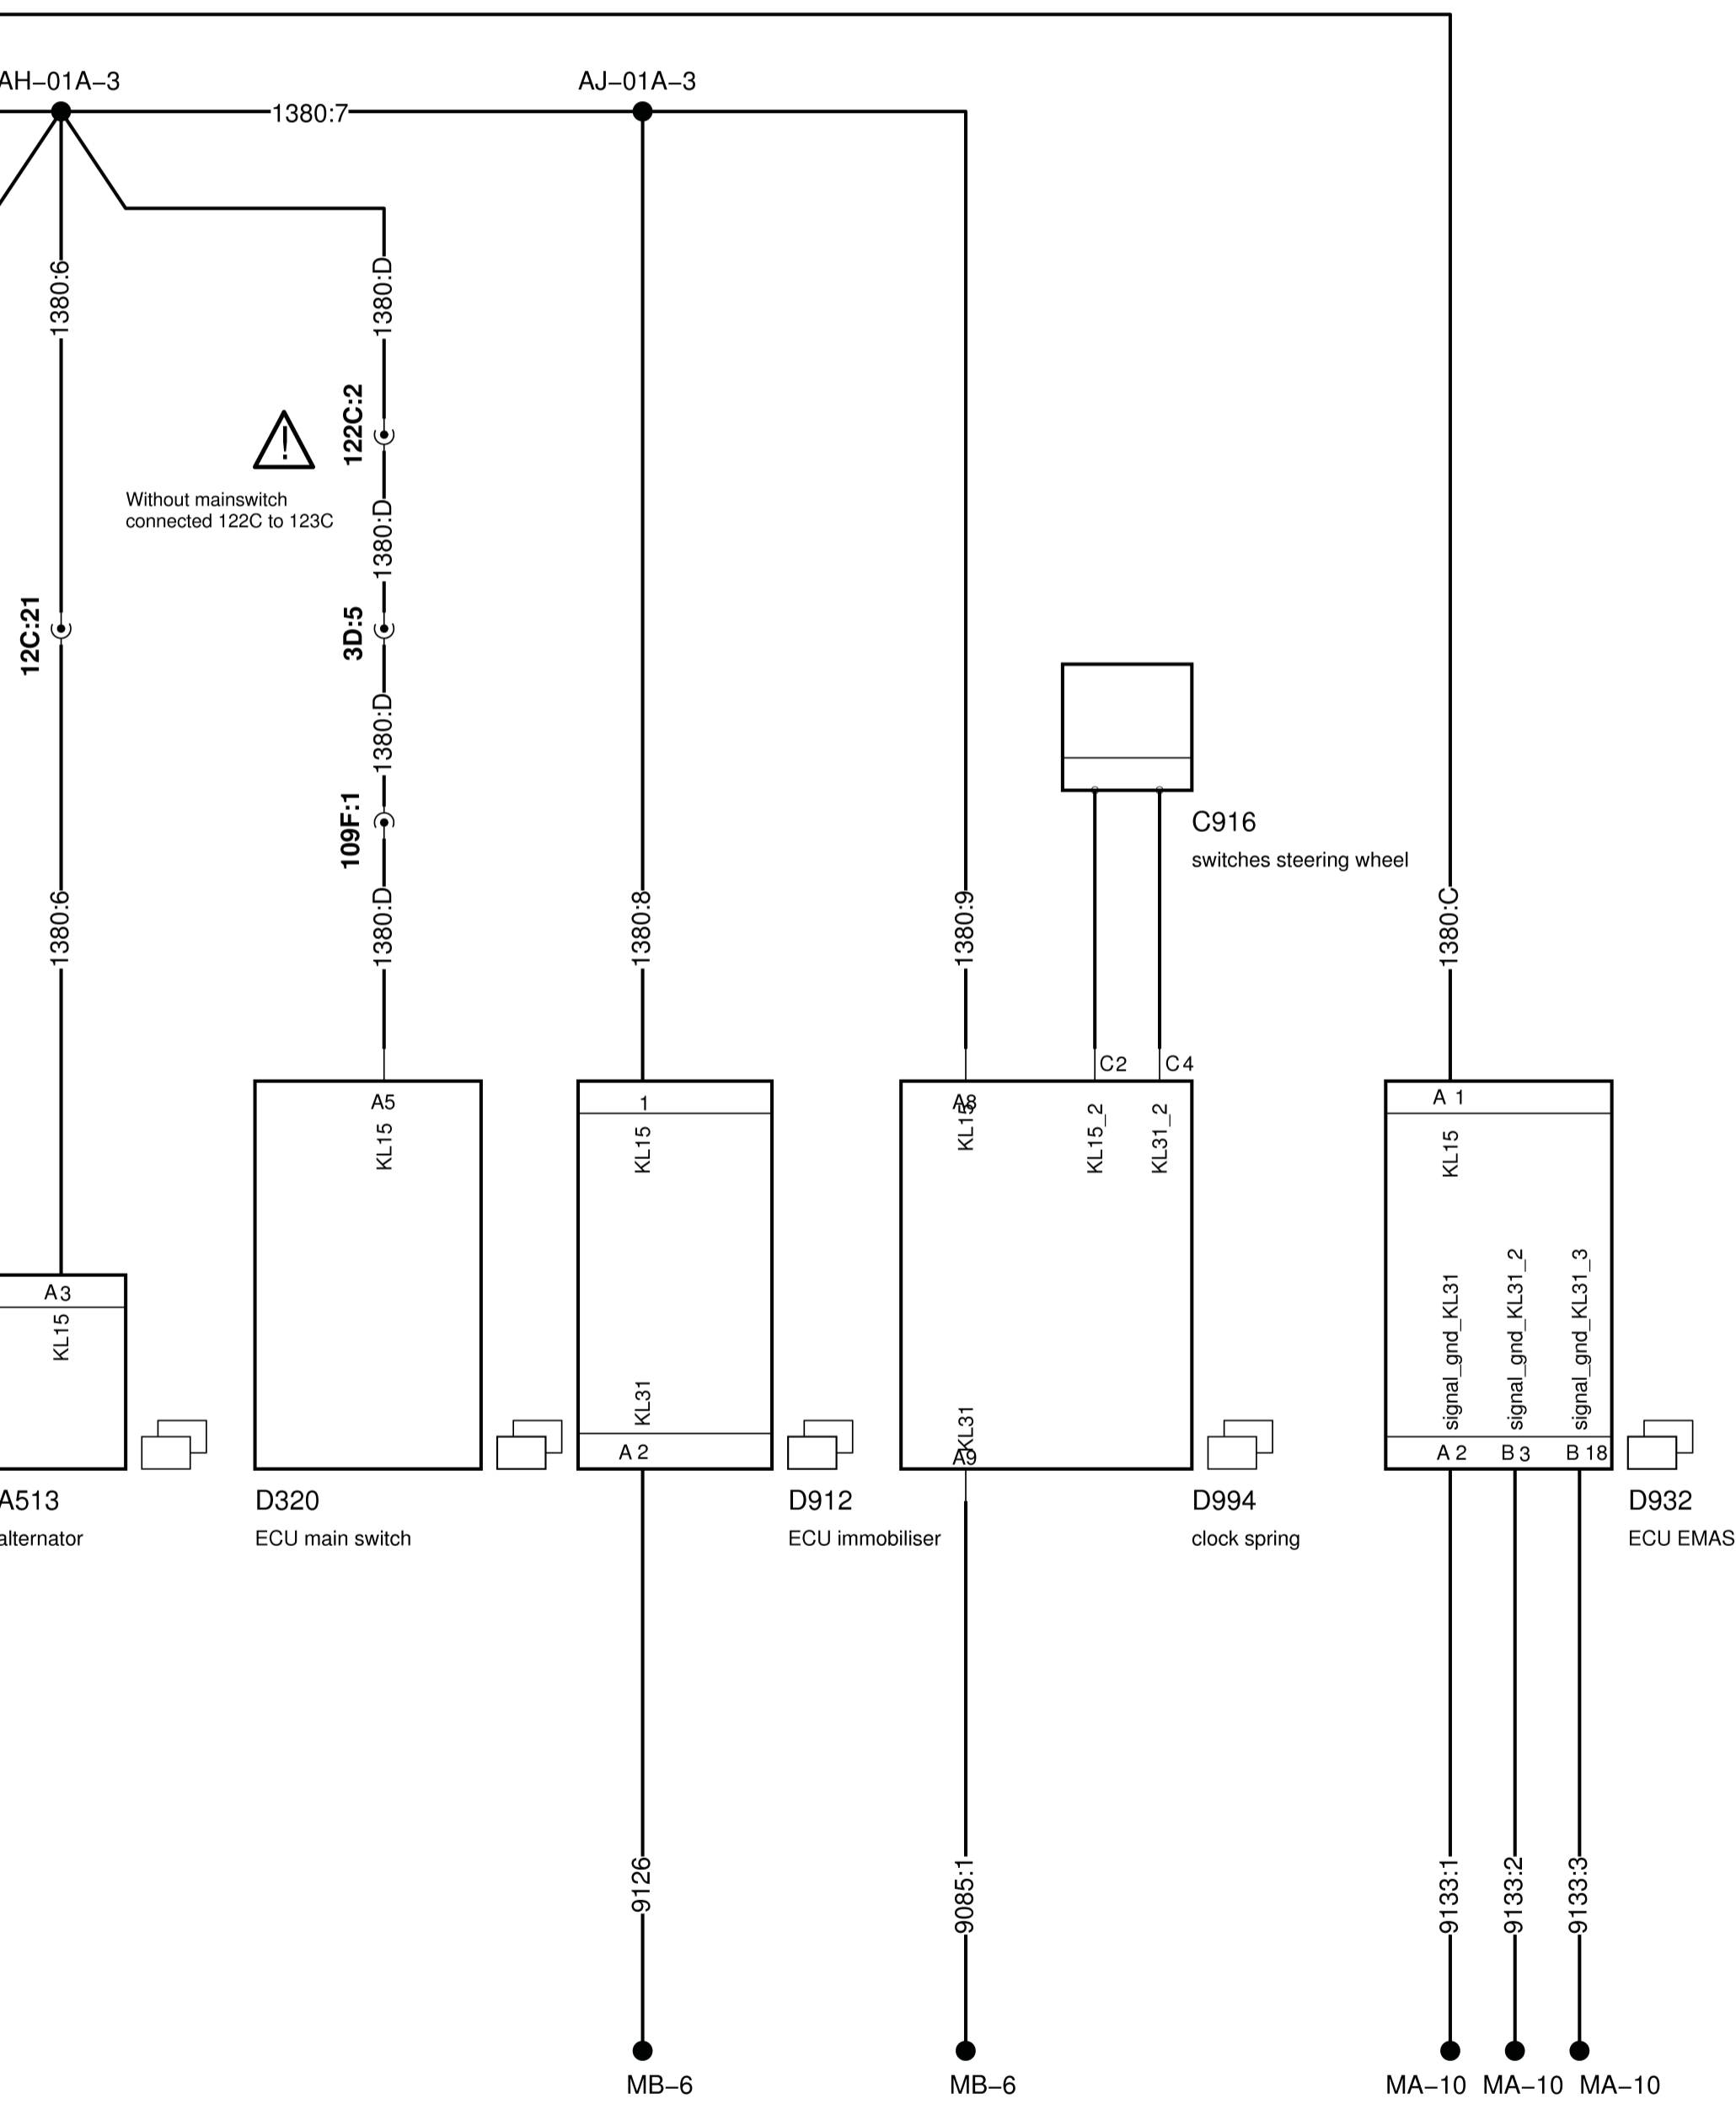 AH–01A–3
AJ–01A–3
1380:7
1380:6
1380:D
122C:2
Without mainswitch
connected 122C to 123C
1380:D
12C:21
3D:5
1380:D
109F:1
C916
switches steering wheel
1380:6
1380:D
1380:8
1380:9
1380:C
C2
C4
A5
1
A8
A 1
KL15
KL15
KL15
KL15_2
KL31_2
KL15
A3
KL15
KL31
KL31
signal_gnd_KL31
signal_gnd_KL31_2
signal_gnd_KL31_3
A 2
A9
A 2
B 3
B 18
A513
D320
D912
D994
D932
alternator
ECU main switch
ECU immobiliser
clock spring
ECU EMAS
9126
9085:1
9133:1
9133:2
9133:3
MB–6
MB–6
MA–10
MA–10
MA–10